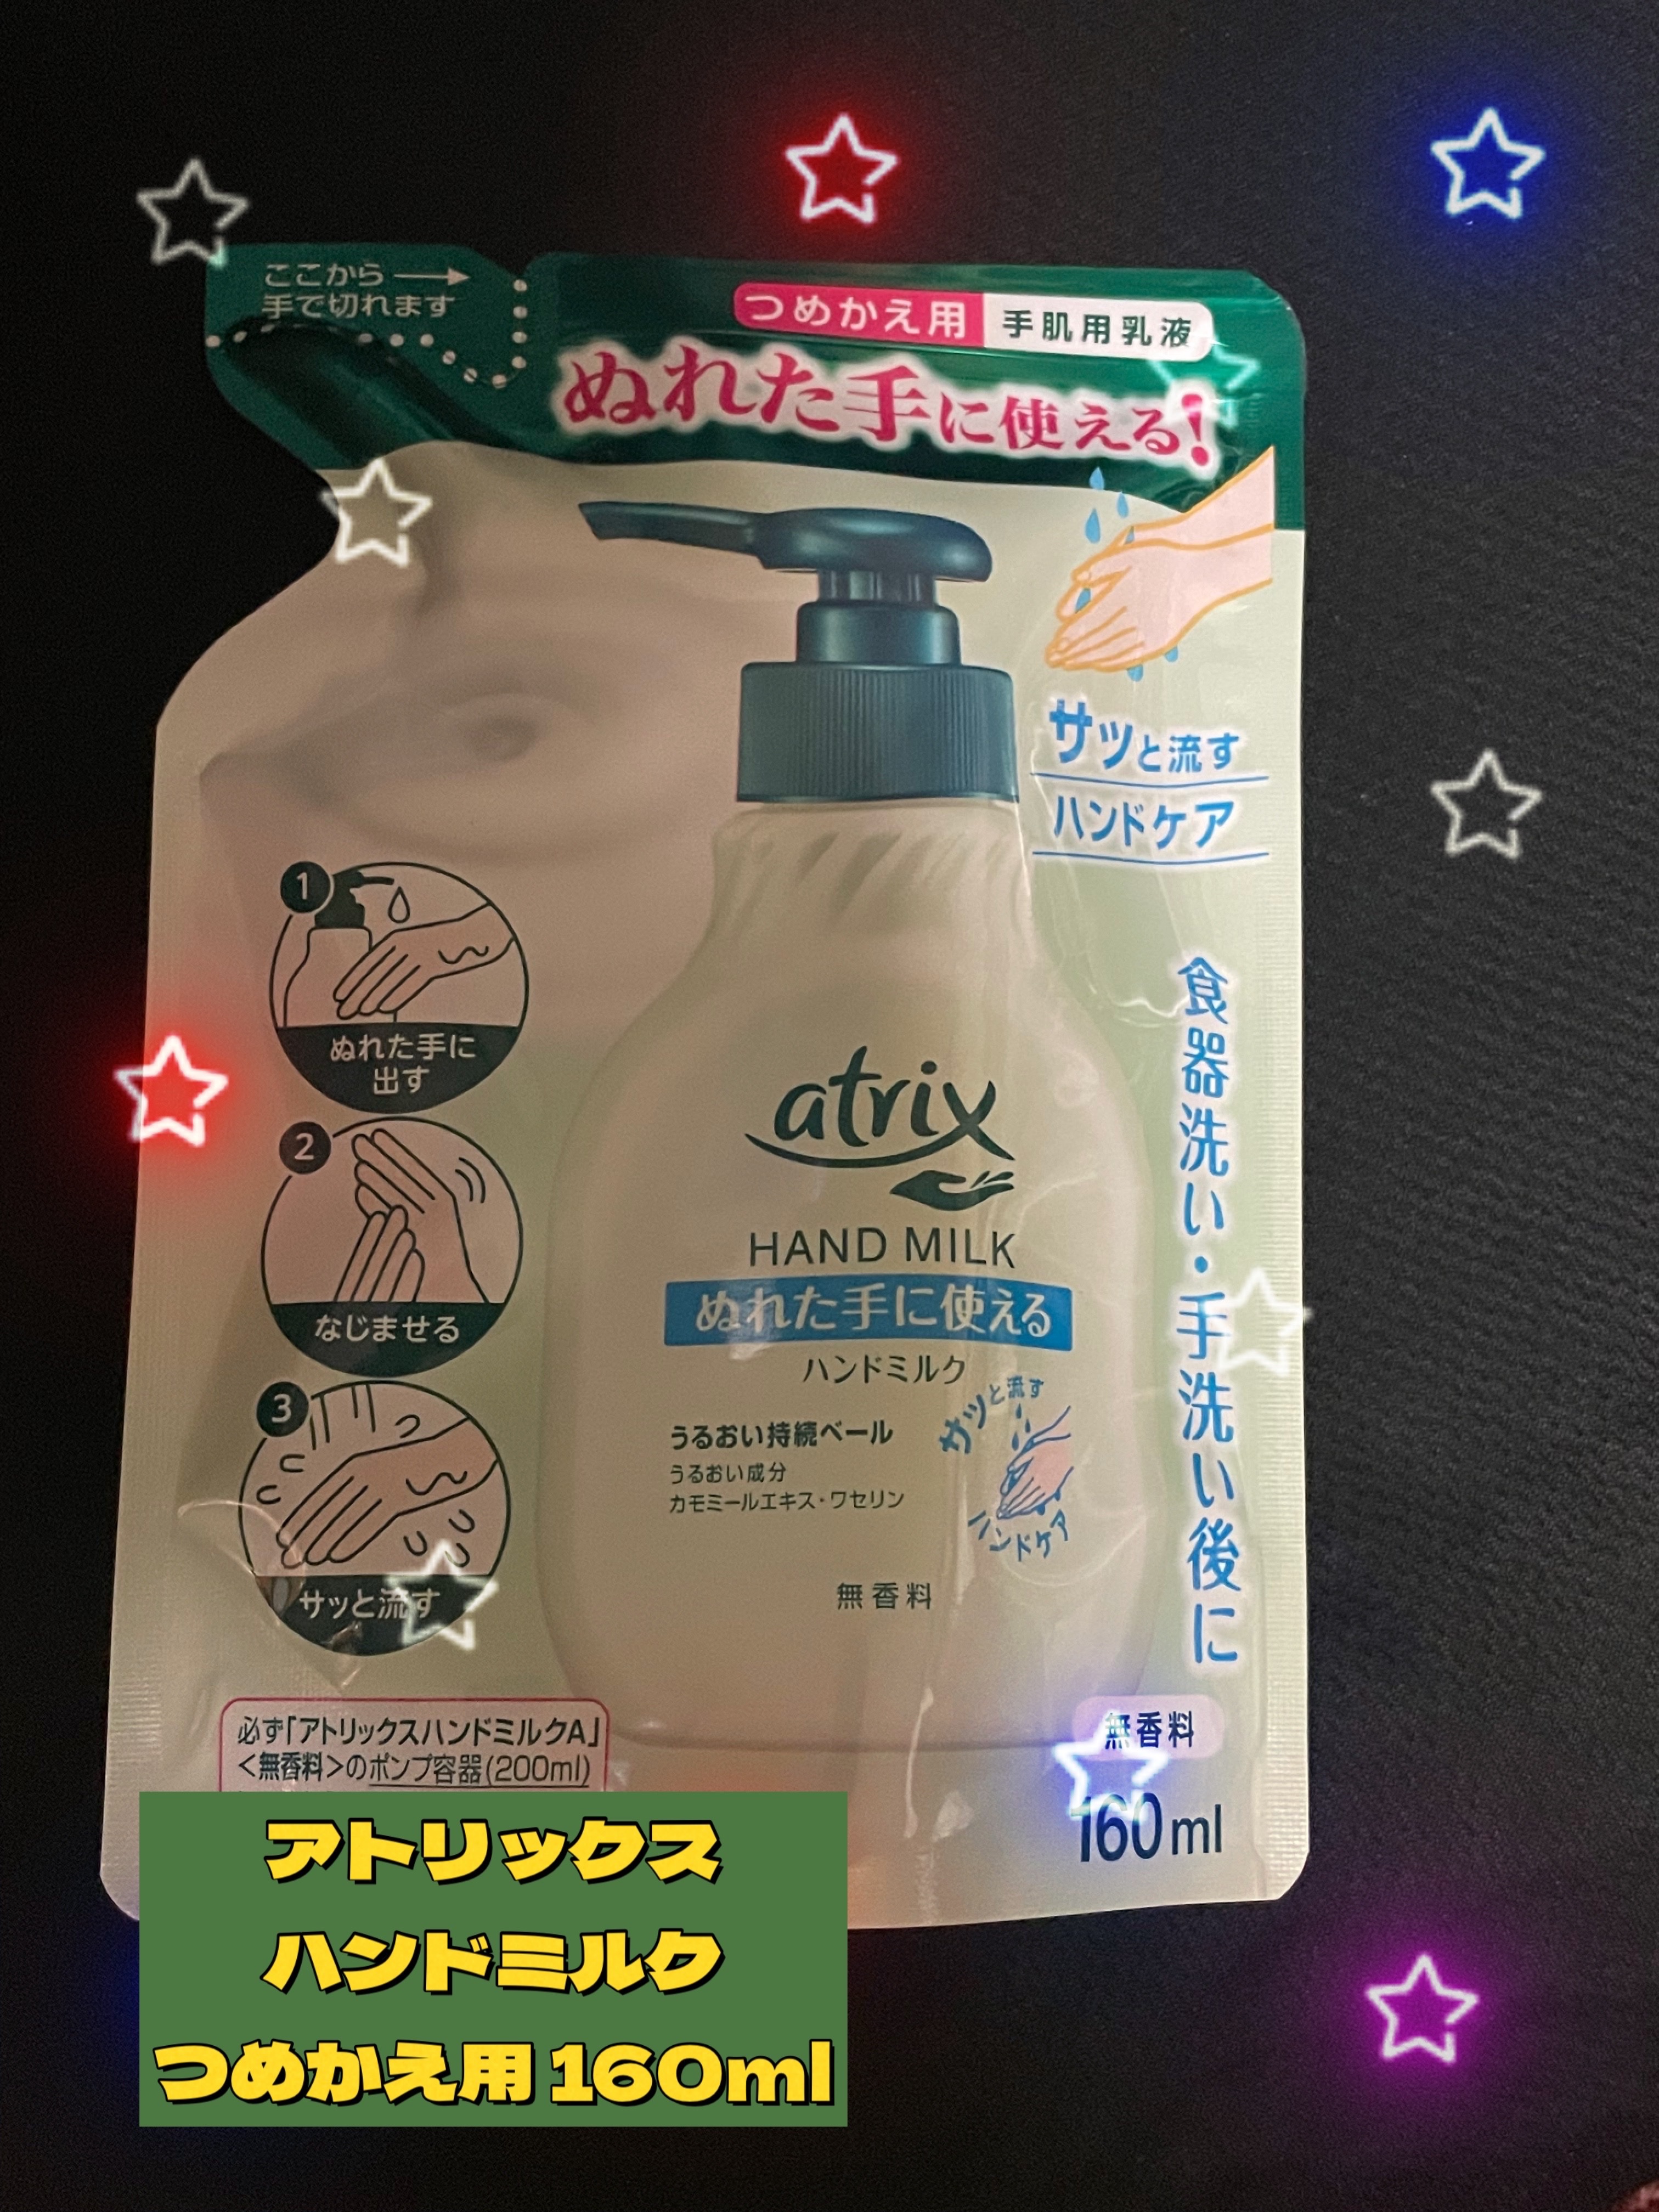 ここから
手で切れます
つめかえ用 手肌用乳液
ぬれた手に使える!
サッと流す
ハンドケア
食器洗い・手洗い後に
1
ぬれた手に
出す
2
なじませる
3
サッと流す
atrix
HAND MILK
ぬれた手に使える
ハンドミルク
うるおい持続ベール
うるおい成分
カモミールエキス・ワセリン
サッと流す
ハンドケア
無香料
必ず「アトリックスハンドミルクA」
<無香料>のポンプ容器(200ml)
無香料
160ml
アトリックス
ハンドミルク
つめかえ用 160ml